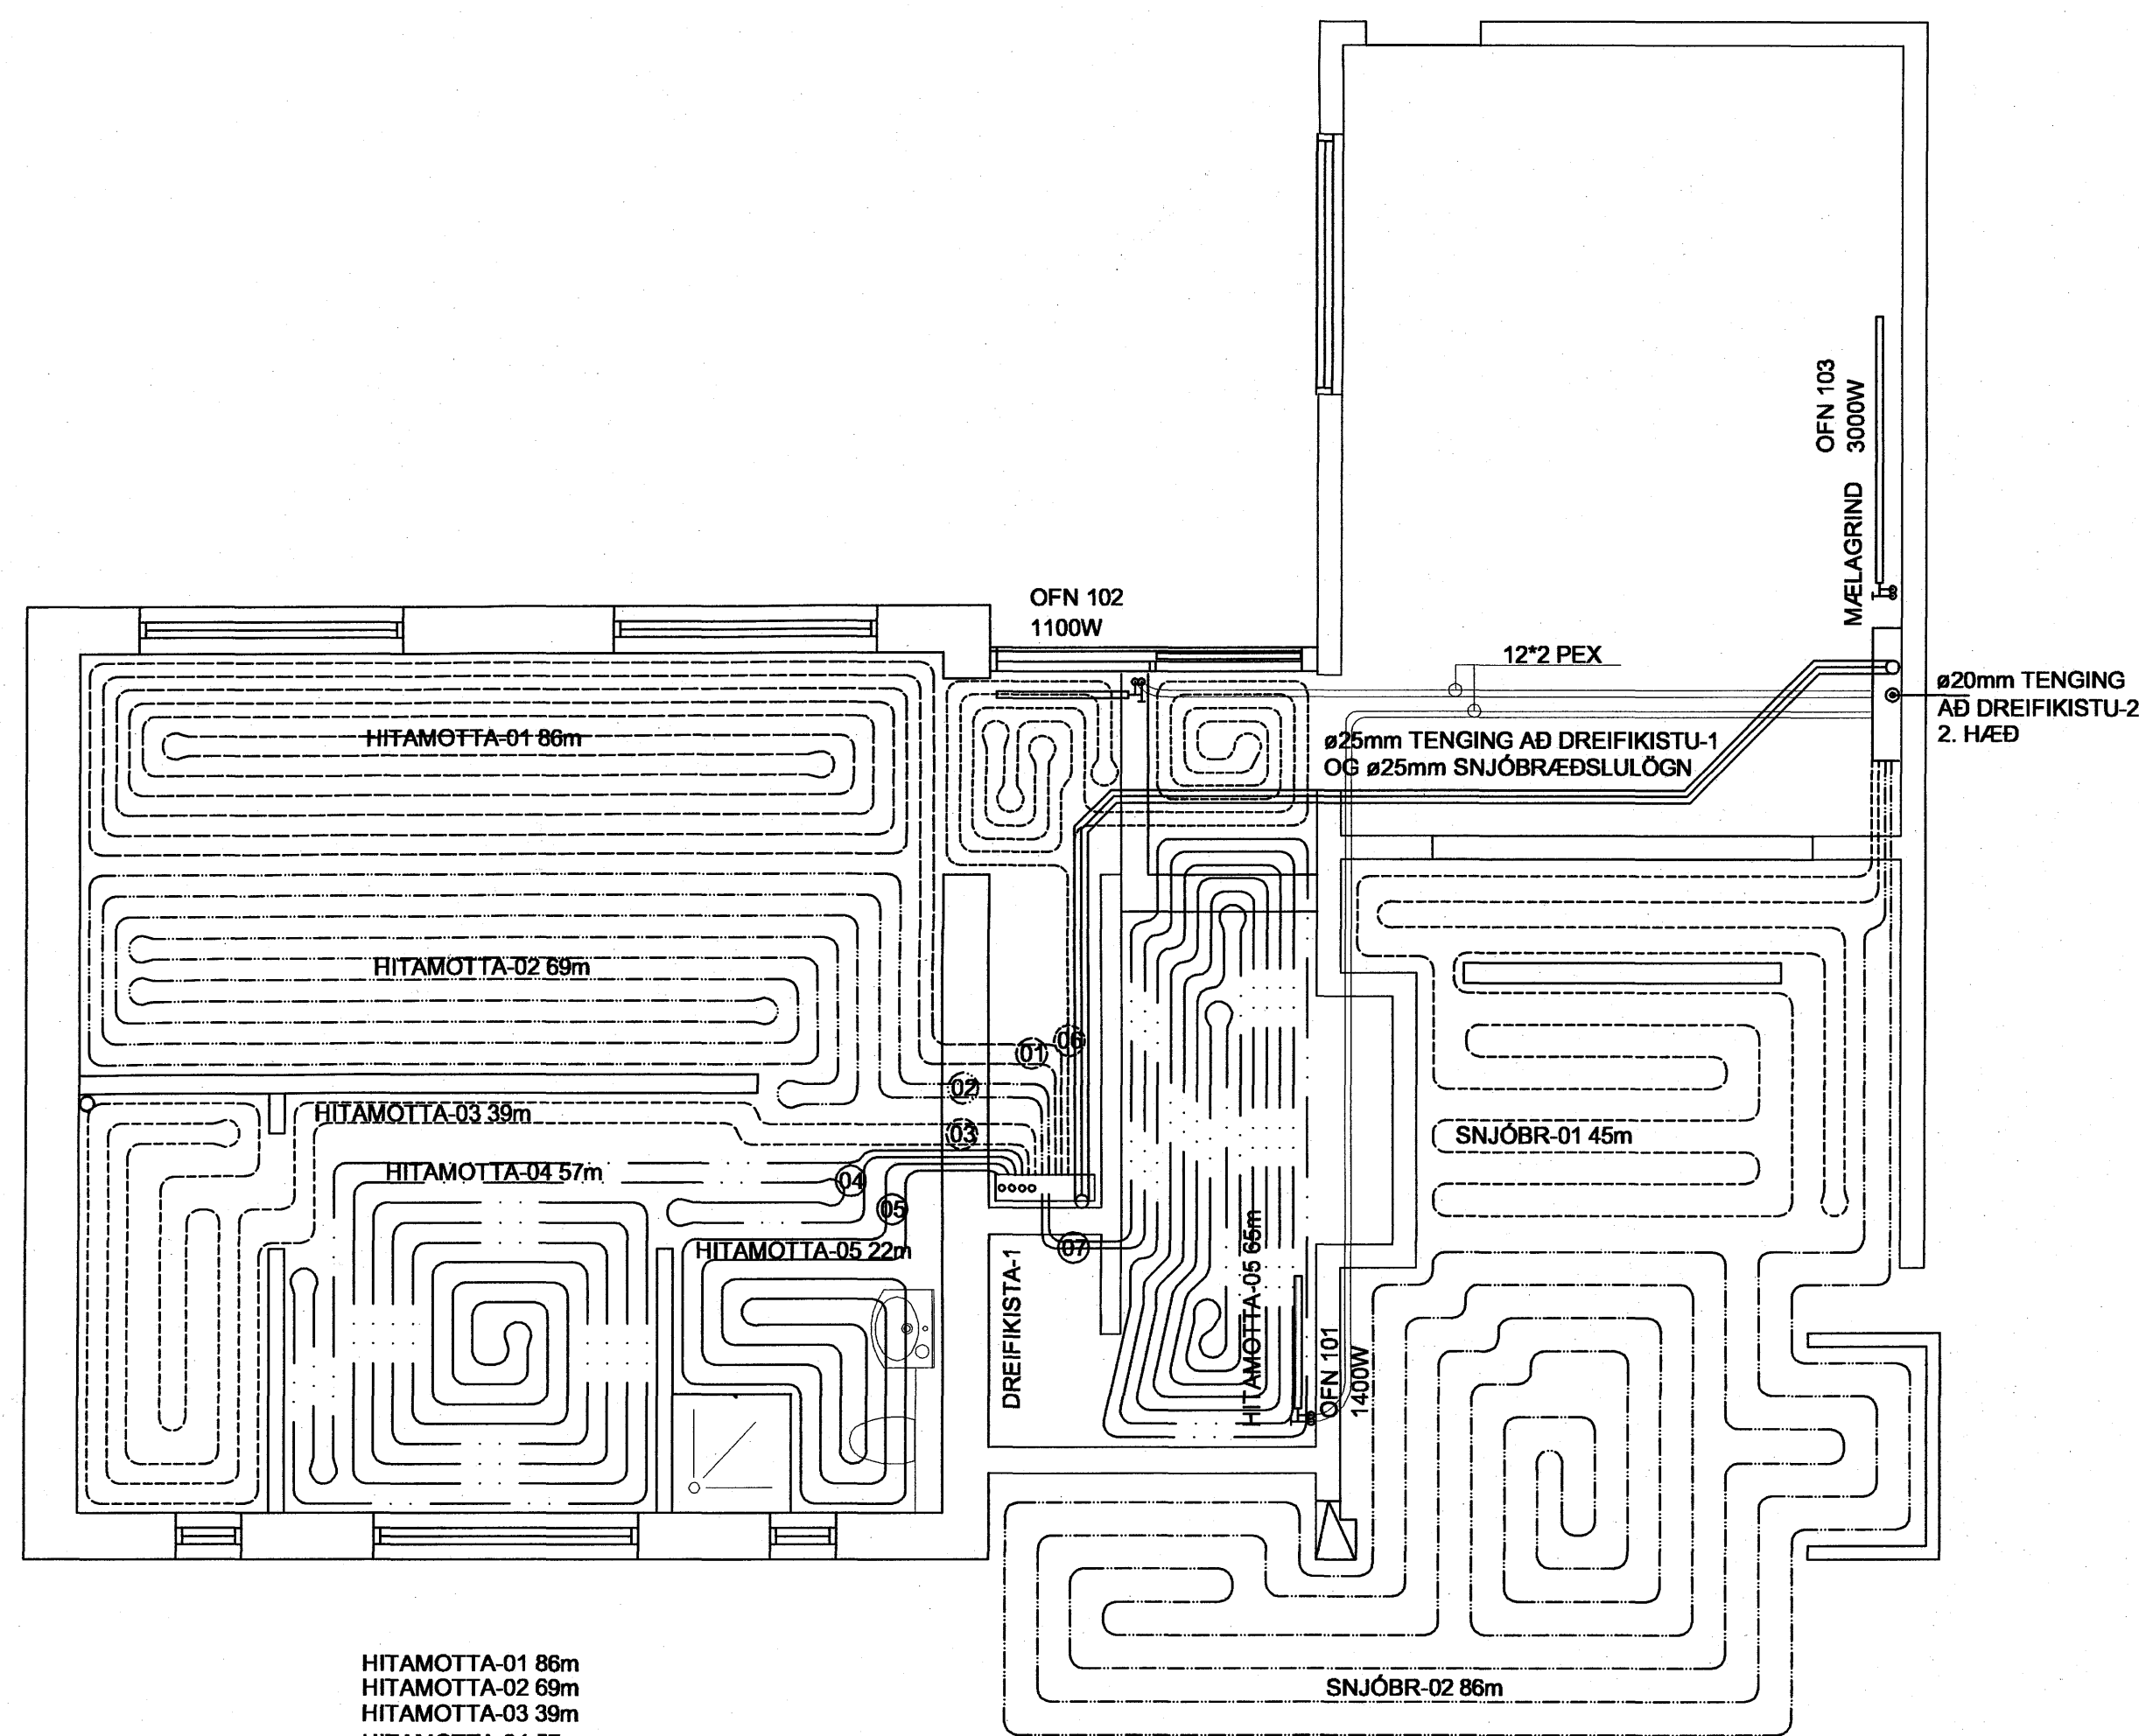 OFN 103
3000W
MÆLAGRIND
OFN 102
1100W
12*2 PEX
ø20mm TENGING
AÐ DREIFIKISTU-2
2. HÆÐ
HITAMOTTA-01 86m
ø25mm TENGING AÐ DREIFIKISTU-1
OG ø25mm SNJÓBRÆÐSLULÖGN
HITAMOTTA-02 69m
01
06
02
03
HITAMOTTA-03 39m
SNJÓBR-01 45m
HITAMOTTA-04 57m
04
05
HITAMOTTA-05 22m
07
DREIFIKISTA-1
HITAMOTTA-05 65m
OFN 101
1400W
HITAMOTTA-01 86m
HITAMOTTA-02 69m
HITAMOTTA-03 39m
SNJÓBR-02 86m